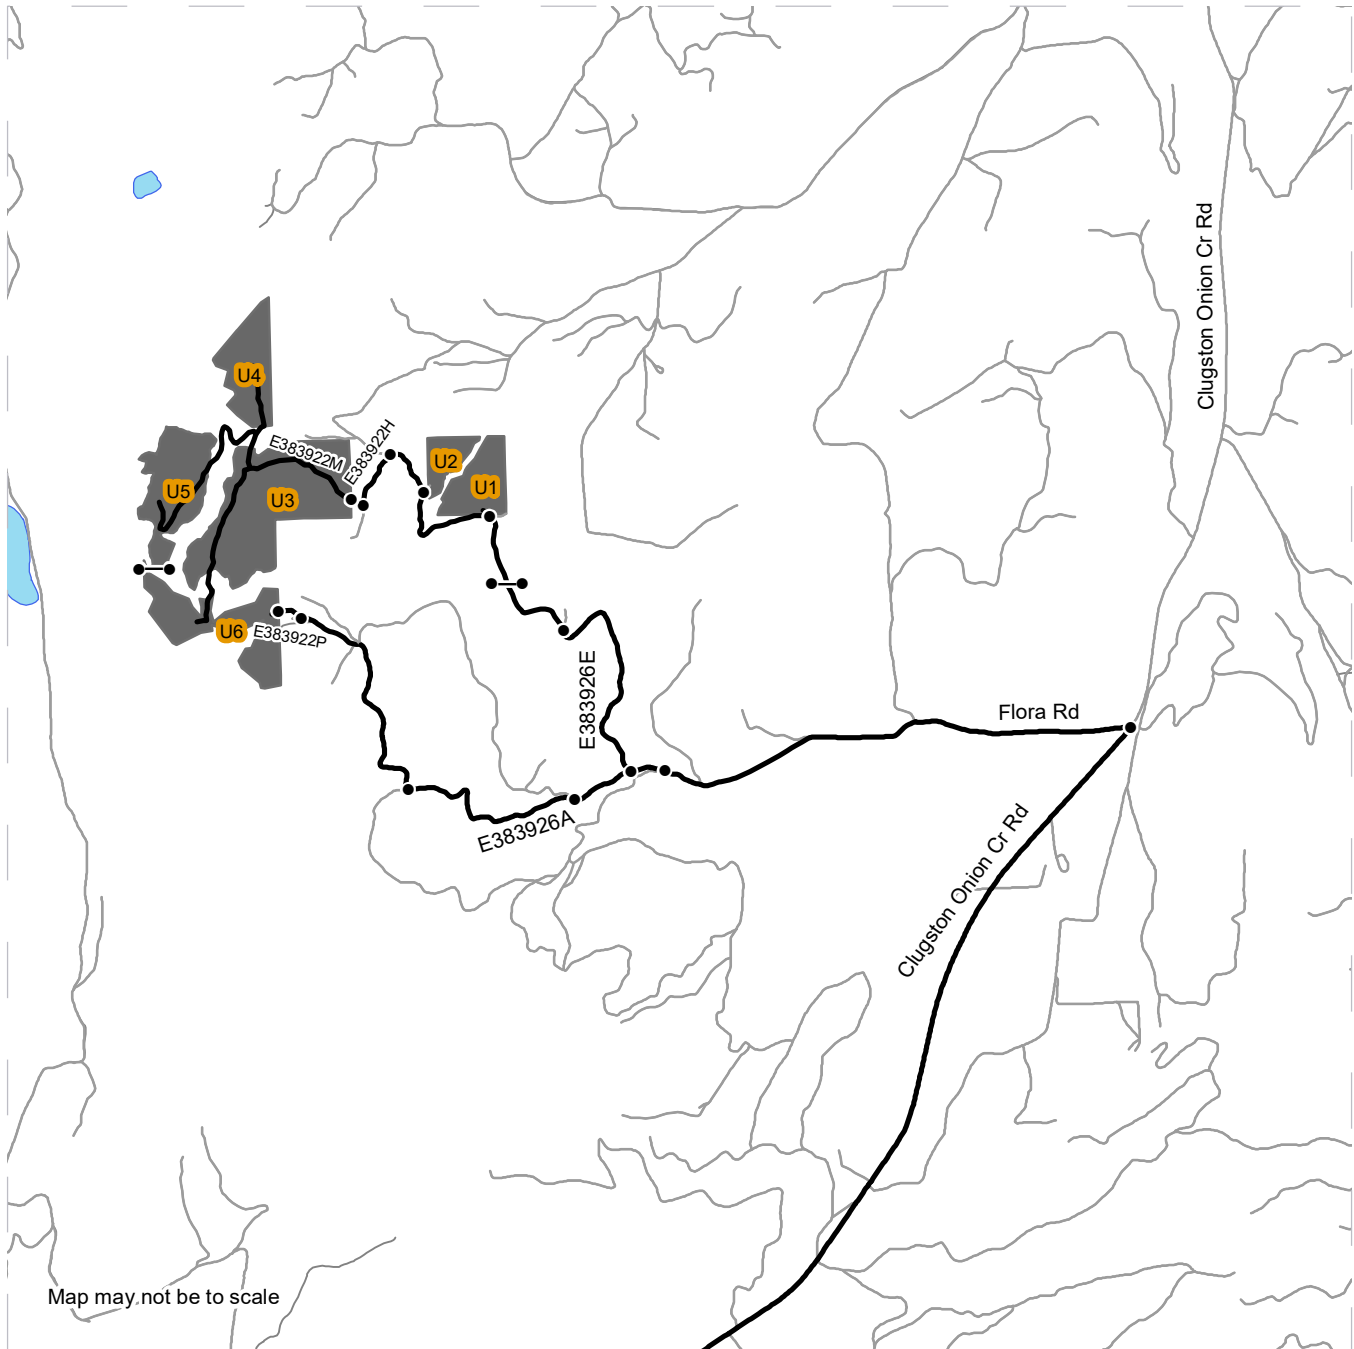 Clugston Onion Cr Rd
U4
E383922H
E383922M
U2
U1
U5
U3
U6
E383922P
E383926E
Flora Rd
E383926A
Clugston Onion Cr Rd
Map may not be to scale